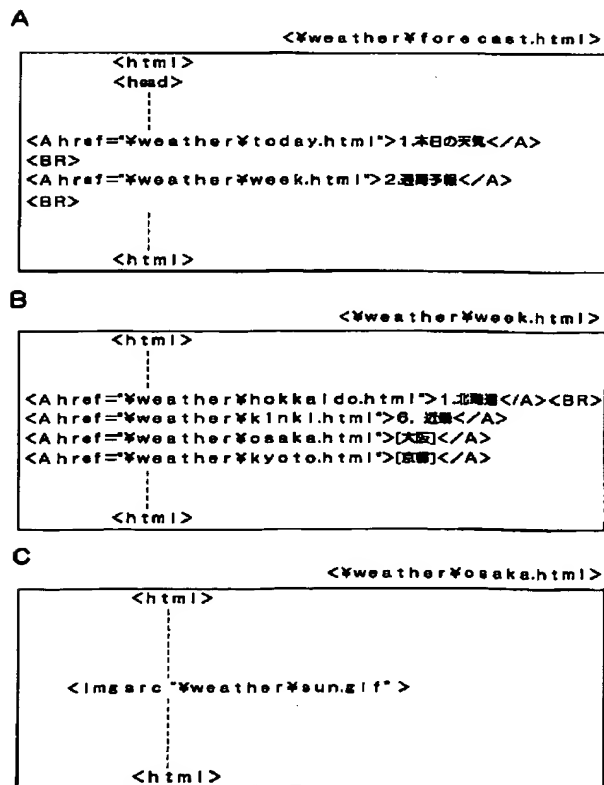 A
<¥weather¥forecast.html>
<html>
<head>
<A href="¥weather¥today.html">1.本日の天気</A>
<BR>
<A href="¥weather¥week.html">2.週間予報</A>
<BR>
<html>
B
<¥weather¥week.html>
<html>
<A href="¥weather¥hokkaido.html">1.北海道</A><BR>
<A href="¥weather¥kinki.html">6. 近畿</A>
<A href="¥weather¥osaka.html">[大阪]</A>
<A href="¥weather¥kyoto.html">[京都]</A>
<html>
C
<¥weather¥osaka.html>
<html>
<imgsrc "¥weather¥sun.gif" >
<html>